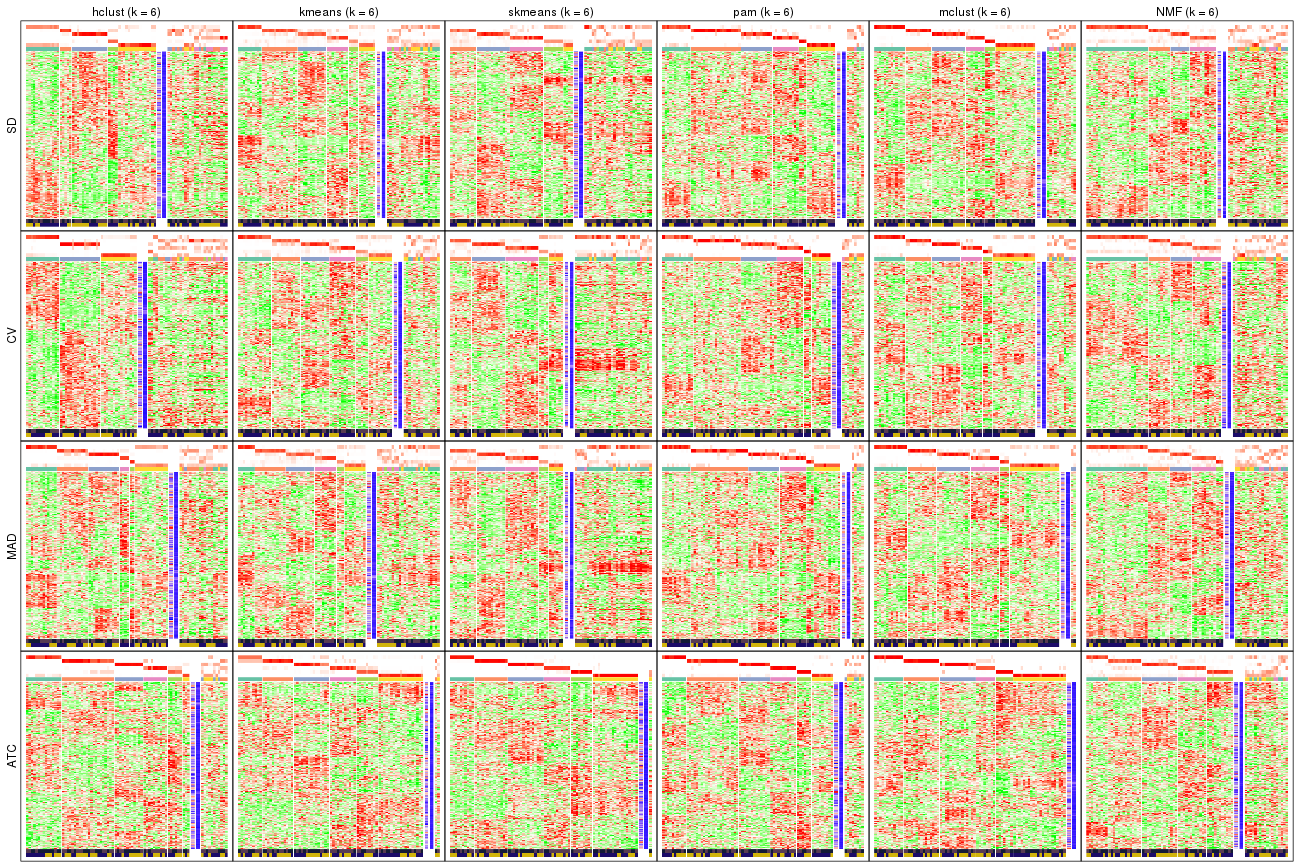 hclust (k = 6) kmeans (k = 6) skmeans (k = 6) pam (k = 6) mclust (k = 6) NMF (k = 6)
SD
CV
MAD
ATC